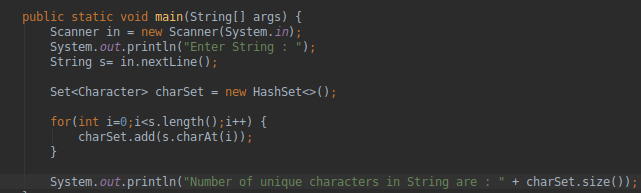 public static void main(String[] args) {
Scanner in = new Scanner(System.in);
System.out.println("Enter String : ");
String s= in.nextLine();
Set<Character> charSet = new HashSet<>();
for(int i=0;i<s.length();i++) {
charSet.add(s.charAt(i));
}
System.out.println("Number of unique characters in String are : " + charSet.size());
}